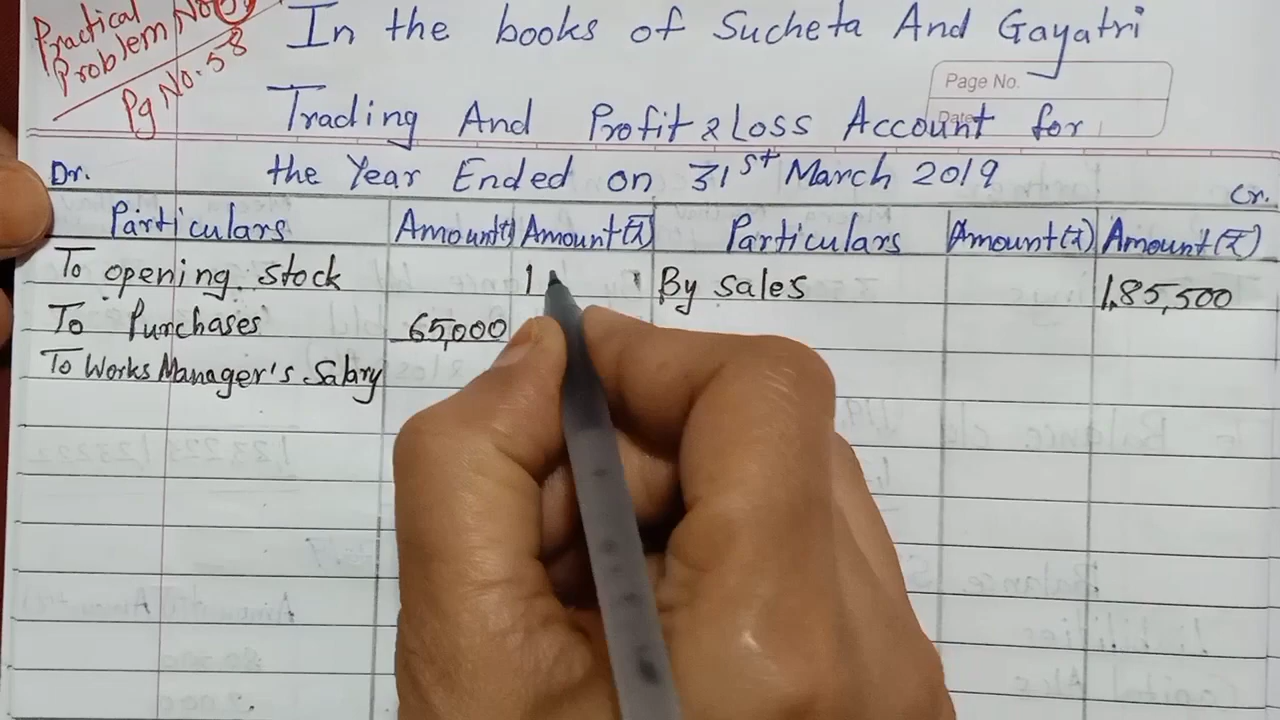 Practical
Problem No
Pg No. 58
In the books of Sucheta And Gayatri
Page No.
Date
Trading And Profit & Loss Account for
the Year Ended on 31st March 2019
Dr. Cr.
Particulars Amount(₹) Amount(₹) Particulars Amount(₹) Amount(₹)
To opening stock 1 By sales 1,85,500
To Purchases 65,000
To Works Manager's Salary